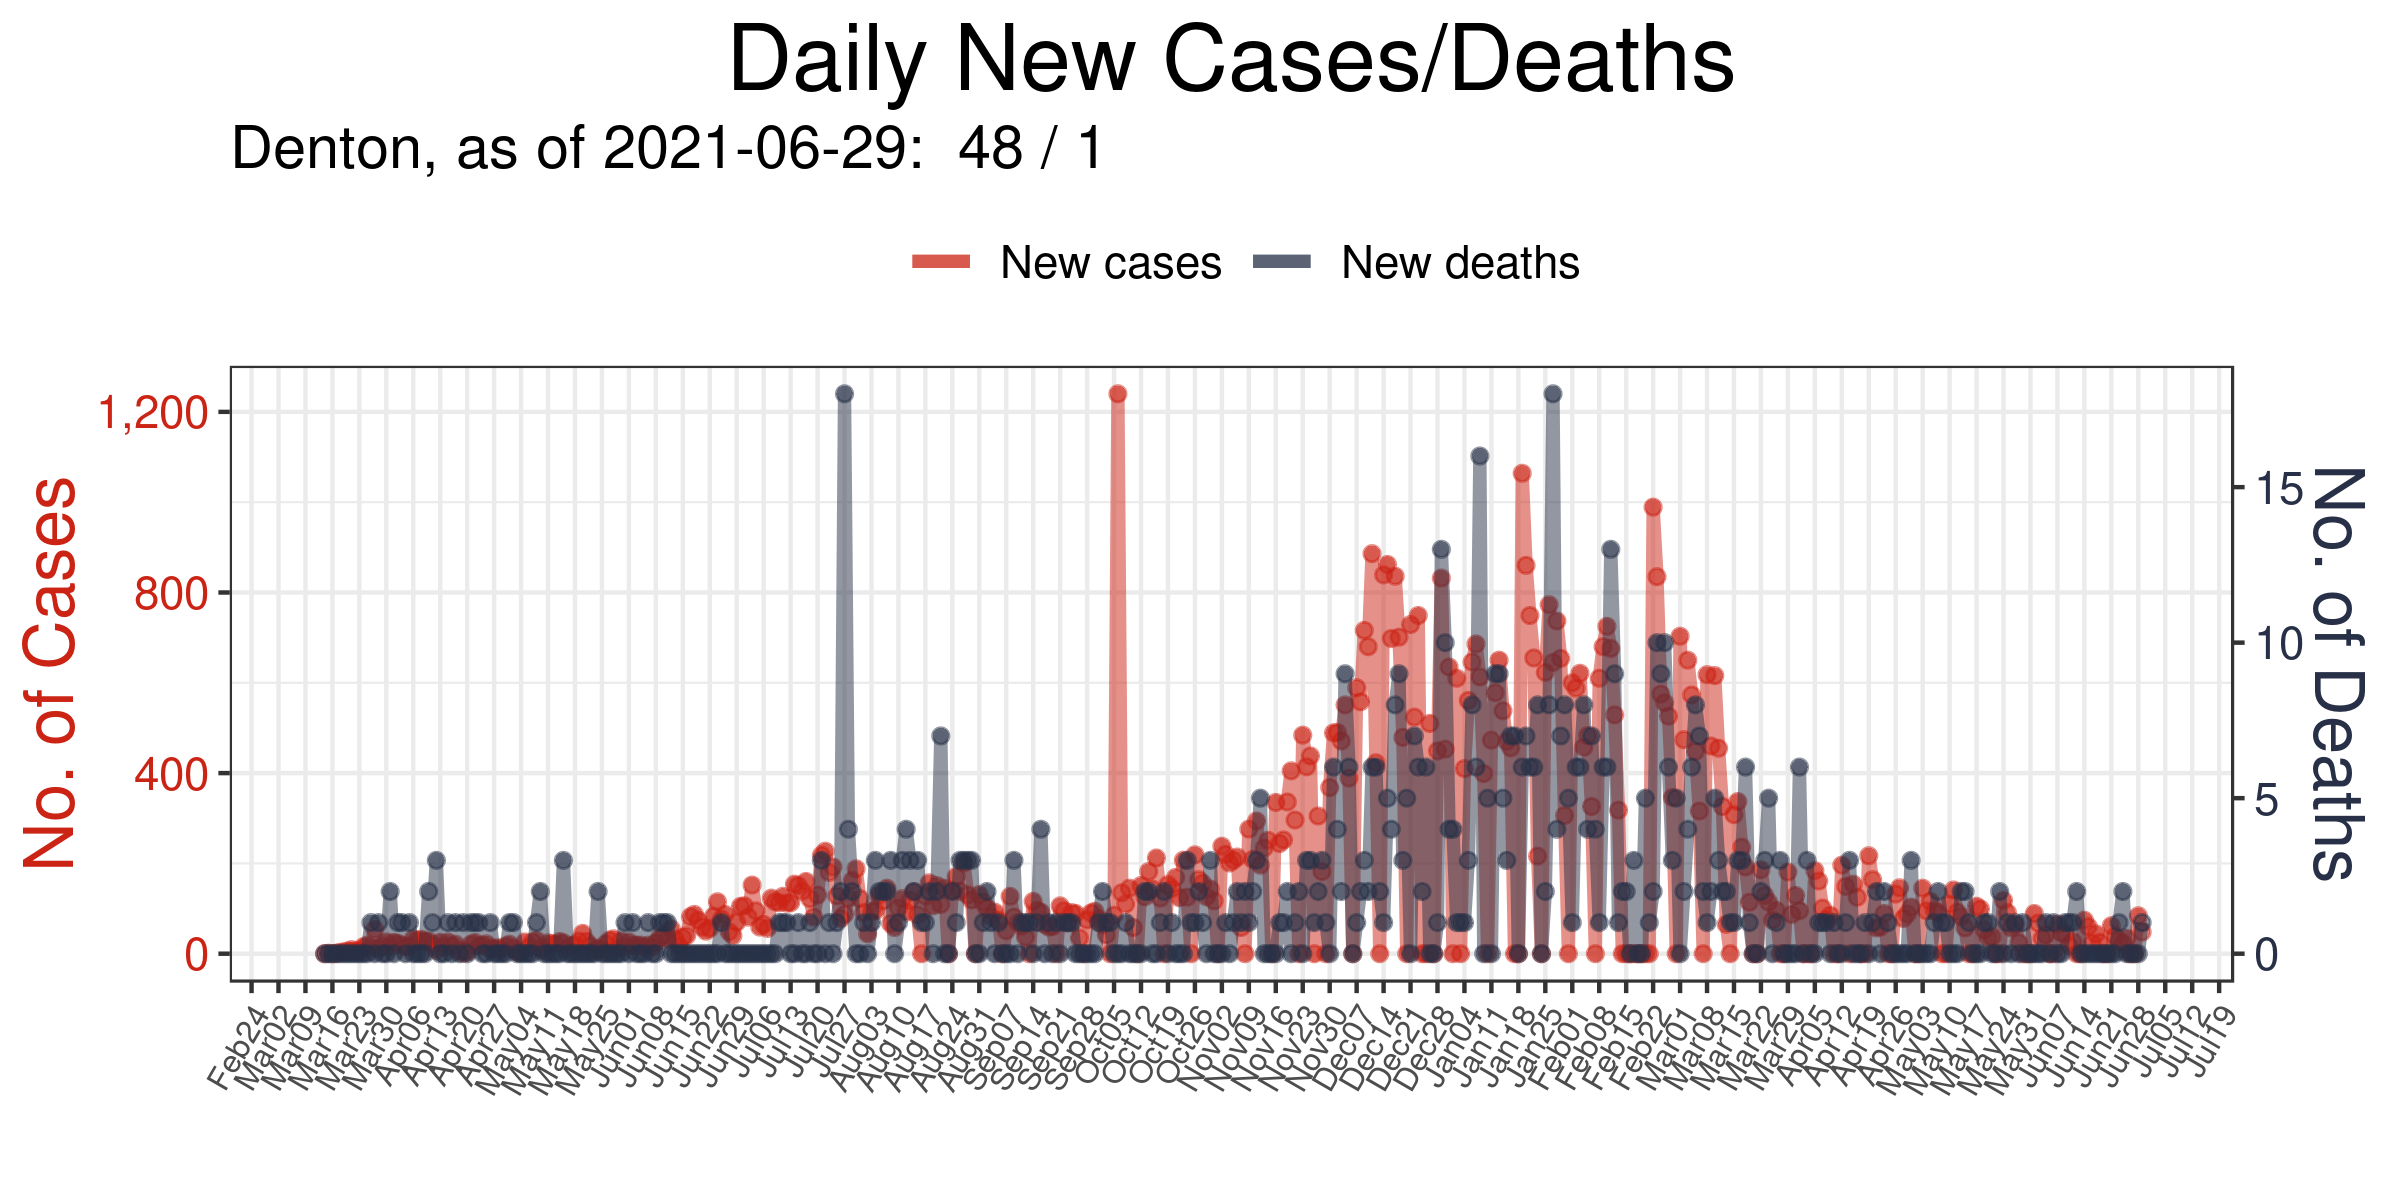 Daily New Cases/Deaths
Denton, as of 2021-06-29:  48 / 1
New cases
New deaths
No. of Cases
1,200
800
400
0
15
10
5
0
No. of Deaths
Feb24
Mar02
Mar09
Mar16
Mar23
Mar30
Apr06
Apr13
Apr20
Apr27
May04
May11
May18
May25
Jun01
Jun08
Jun15
Jun22
Jun29
Jul06
Jul13
Jul20
Jul27
Aug03
Aug10
Aug17
Aug24
Aug31
Sep07
Sep14
Sep21
Sep28
Oct05
Oct12
Oct19
Oct26
Nov02
Nov09
Nov16
Nov23
Nov30
Dec07
Dec14
Dec21
Dec28
Jan04
Jan11
Jan18
Jan25
Feb01
Feb08
Feb15
Feb22
Mar01
Mar08
Mar15
Mar22
Mar29
Apr05
Apr12
Apr19
Apr26
May03
May10
May17
May24
May31
Jun07
Jun14
Jun21
Jun28
Jul05
Jul12
Jul19